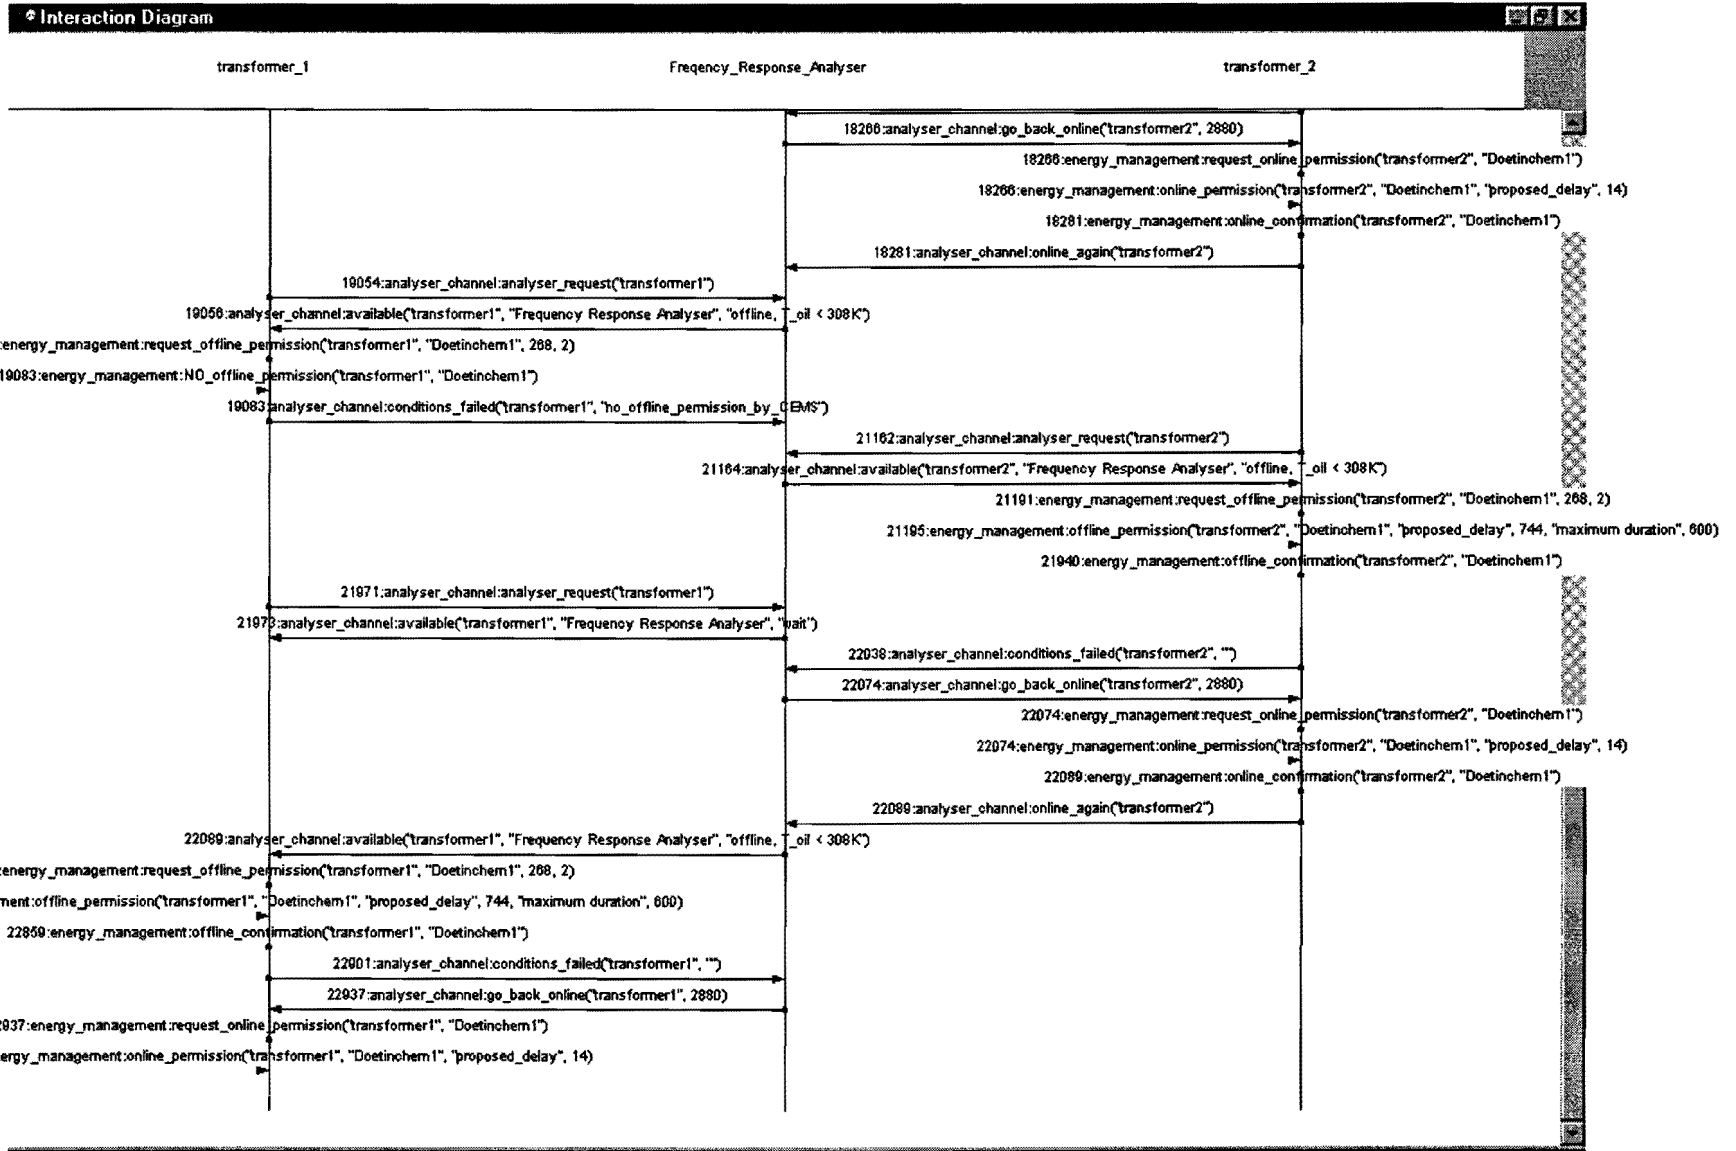 Interaction Diagram
transformer_1 Freqency_Response_Analyser transformer_2
18266:analyser_channel:go_back_online("transformer2", 2880)
18266:energy_management:request_online_permission("transformer2", "Doetinchem1")
18266:energy_management:online_permission("transformer2", "Doetinchem1", "proposed_delay", 14)
18281:energy_management:online_confirmation("transformer2", "Doetinchem1")
18281:analyser_channel:online_again("transformer2")
19054:analyser_channel:analyser_request("transformer1")
19056:analyser_channel:available("transformer1", "Frequency Response Analyser", "offline, T_oil < 308K")
:energy_management:request_offline_permission("transformer1", "Doetinchem1", 268, 2)
19083:energy_management:NO_offline_permission("transformer1", "Doetinchem1")
19083:analyser_channel:conditions_failed("transformer1", "no_offline_permission_by_CEMS")
21162:analyser_channel:analyser_request("transformer2")
21164:analyser_channel:available("transformer2", "Frequency Response Analyser", "offline, T_oil < 308K")
21191:energy_management:request_offline_permission("transformer2", "Doetinchem1", 268, 2)
21195:energy_management:offline_permission("transformer2", "Doetinchem1", "proposed_delay", 744, "maximum duration", 600)
21940:energy_management:offline_confirmation("transformer2", "Doetinchem1")
21971:analyser_channel:analyser_request("transformer1")
21973:analyser_channel:available("transformer1", "Frequency Response Analyser", "wait")
22038:analyser_channel:conditions_failed("transformer2", "")
22074:analyser_channel:go_back_online("transformer2", 2880)
22074:energy_management:request_online_permission("transformer2", "Doetinchem1")
22074:energy_management:online_permission("transformer2", "Doetinchem1", "proposed_delay", 14)
22089:energy_management:online_confirmation("transformer2", "Doetinchem1")
22089:analyser_channel:online_again("transformer2")
22089:analyser_channel:available("transformer1", "Frequency Response Analyser", "offline, T_oil < 308K")
:energy_management:request_offline_permission("transformer1", "Doetinchem1", 268, 2)
ment:offline_permission("transformer1", "Doetinchem1", "proposed_delay", 744, "maximum duration", 600)
22859:energy_management:offline_confirmation("transformer1", "Doetinchem1")
22901:analyser_channel:conditions_failed("transformer1", "")
22937:analyser_channel:go_back_online("transformer1", 2880)
2937:energy_management:request_online_permission("transformer1", "Doetinchem1")
ergy_management:online_permission("transformer1", "Doetinchem1", "proposed_delay", 14)